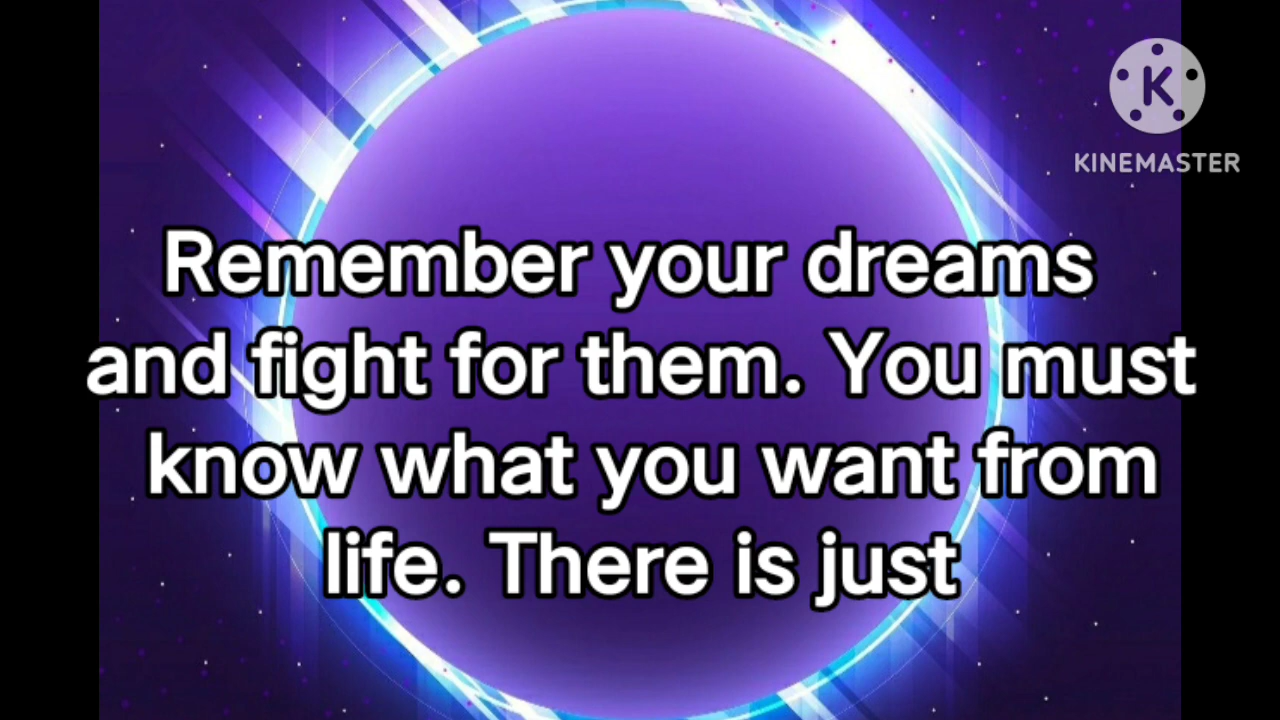 K
KINEMASTER
Remember your dreams
and fight for them. You must
know what you want from
life. There is just